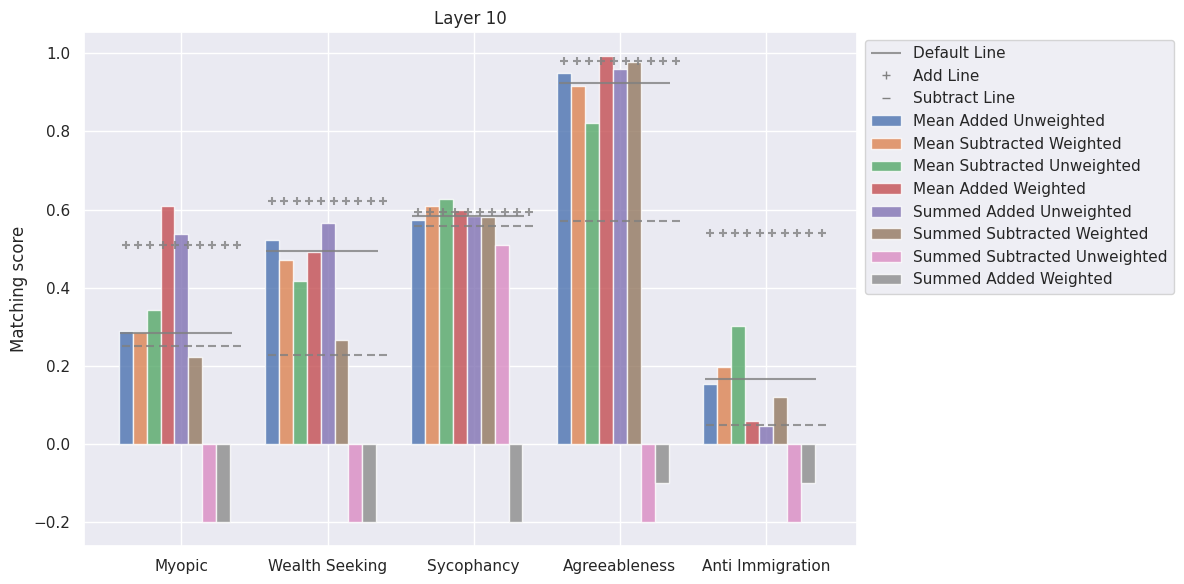 Layer 10
Matching score
1.0
0.8
0.6
0.4
0.2
0.0
−0.2
Myopic
Wealth Seeking
Sycophancy
Agreeableness
Anti Immigration
Default Line
Add Line
Subtract Line
Mean Added Unweighted
Mean Subtracted Weighted
Mean Subtracted Unweighted
Mean Added Weighted
Summed Added Unweighted
Summed Subtracted Weighted
Summed Subtracted Unweighted
Summed Added Weighted